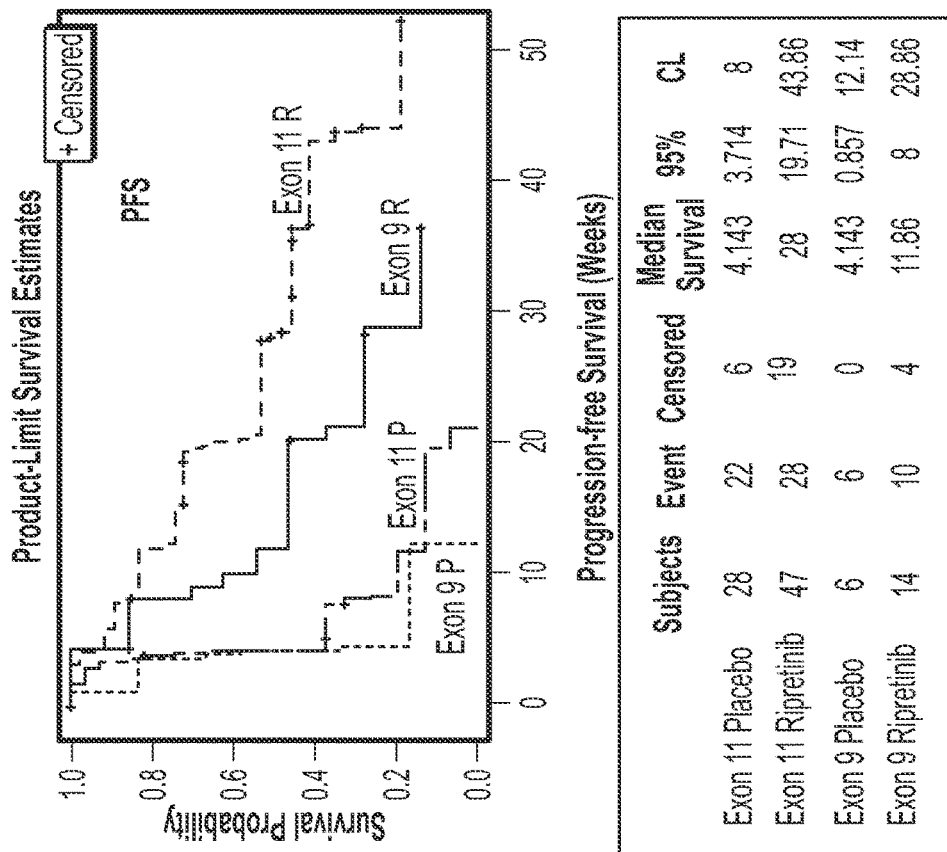 Product-Limit Survival Estimates
+ Censored
PFS
Survival Probability
1.0
0.8
0.6
0.4
0.2
0.0
Exon 11 R
Exon 9 R
Exon 11 P
Exon 9 P
0 10 20 30 40 50
Progression-free Survival (Weeks)
Subjects Event Censored Median Survival 95% CL
Exon 11 Placebo 28 22 6 4.143 3.714 8
Exon 11 Ripretinib 47 28 19 28 19.71 43.86
Exon 9 Placebo 6 6 0 4.143 0.857 12.14
Exon 9 Ripretinib 14 10 4 11.86 8 28.86